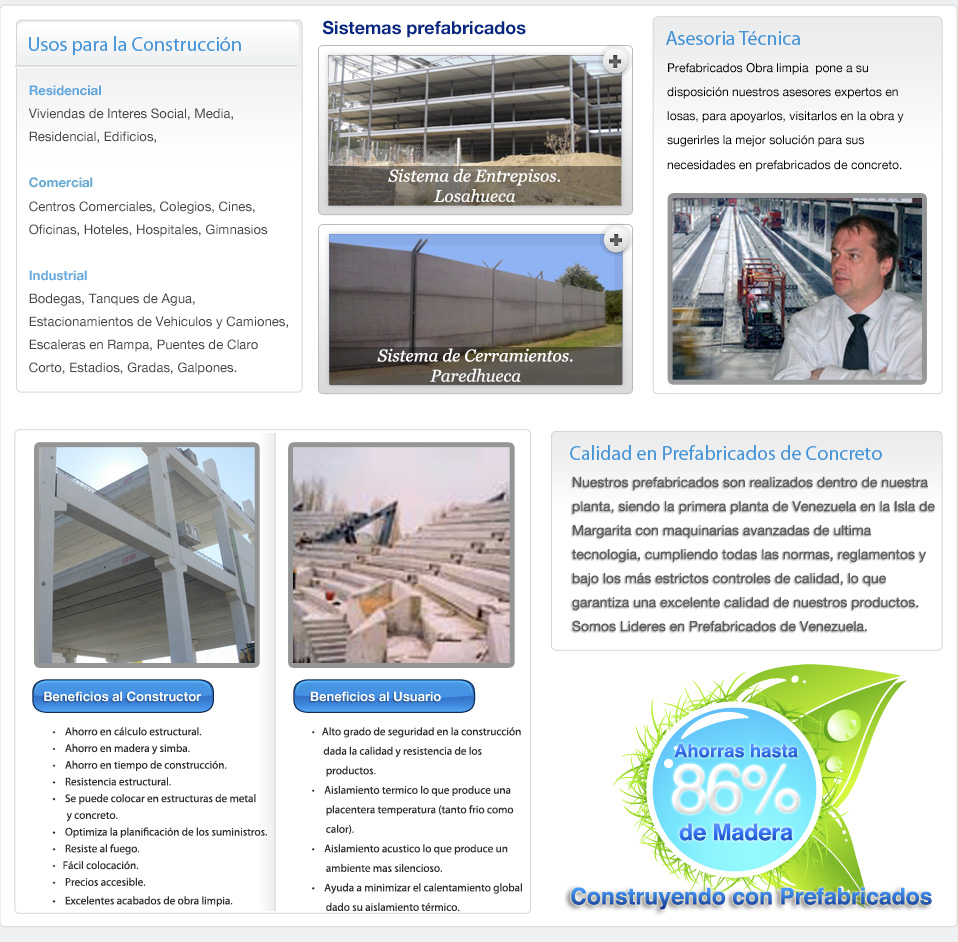 Usos para la Construcción
Residencial
Viviendas de Interes Social, Media,
Residencial, Edificios,
Comercial
Centros Comerciales, Colegios, Cines,
Oficinas, Hoteles, Hospitales, Gimnasios
Industrial
Bodegas, Tanques de Agua,
Estacionamientos de Vehiculos y Camiones,
Escaleras en Rampa, Puentes de Claro
Corto, Estadios, Gradas, Galpones.
Sistemas prefabricados
Sistema de Entrepisos.
Losahueca
Sistema de Cerramientos.
Paredhueca
Asesoria Técnica
Prefabricados Obra limpia pone a su
disposición nuestros asesores expertos en
losas, para apoyarlos, visitarlos en la obra y
sugerirles la mejor solución para sus
necesidades en prefabricados de concreto.
Beneficios al Constructor
• Ahorro en cálculo estructural.
• Ahorro en madera y simba.
• Ahorro en tiempo de construcción.
• Resistencia estructural.
• Se puede colocar en estructuras de metal
y concreto.
• Optimiza la planificación de los suministros.
• Resiste al fuego.
• Fácil colocación.
• Precios accesible.
• Excelentes acabados de obra limpia.
Beneficios al Usuario
• Alto grado de seguridad en la construcción
dada la calidad y resistencia de los
productos.
• Aislamiento termico lo que produce una
placentera temperatura (tanto frio como
calor).
• Aislamiento acustico lo que produce un
ambiente mas silencioso.
• Ayuda a minimizar el calentamiento global
dado su aislamiento térmico.
Calidad en Prefabricados de Concreto
Nuestros prefabricados son realizados dentro de nuestra
planta, siendo la primera planta de Venezuela en la Isla de
Margarita con maquinarias avanzadas de ultima
tecnologia, cumpliendo todas las normas, reglamentos y
bajo los más estrictos controles de calidad, lo que
garantiza una excelente calidad de nuestros productos.
Somos Lideres en Prefabricados de Venezuela.
Ahorras hasta
86%
de Madera
Construyendo con Prefabricados